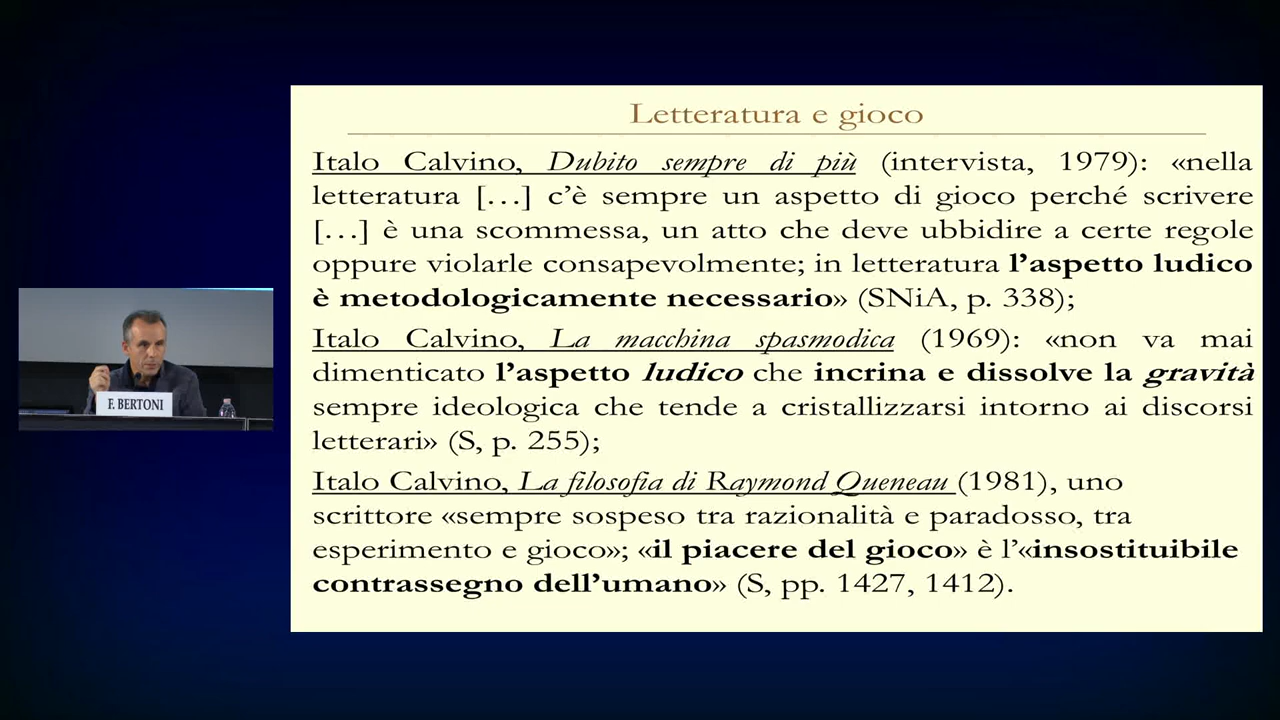 Letteratura e gioco
Italo Calvino, Dubito sempre di più (intervista, 1979): «nella
letteratura […] c’è sempre un aspetto di gioco perché scrivere
[…] è una scommessa, un atto che deve ubbidire a certe regole
oppure violarle consapevolmente; in letteratura l’aspetto ludico
è metodologicamente necessario» (SNiA, p. 338);
Italo Calvino, La macchina spasmodica (1969): «non va mai
dimenticato l’aspetto ludico che incrina e dissolve la gravità
sempre ideologica che tende a cristallizzarsi intorno ai discorsi
letterari» (S, p. 255);
Italo Calvino, La filosofia di Raymond Queneau (1981), uno
scrittore «sempre sospeso tra razionalità e paradosso, tra
esperimento e gioco»; «il piacere del gioco» è l’«insostituibile
contrassegno dell’umano» (S, pp. 1427, 1412).
F. BERTONI